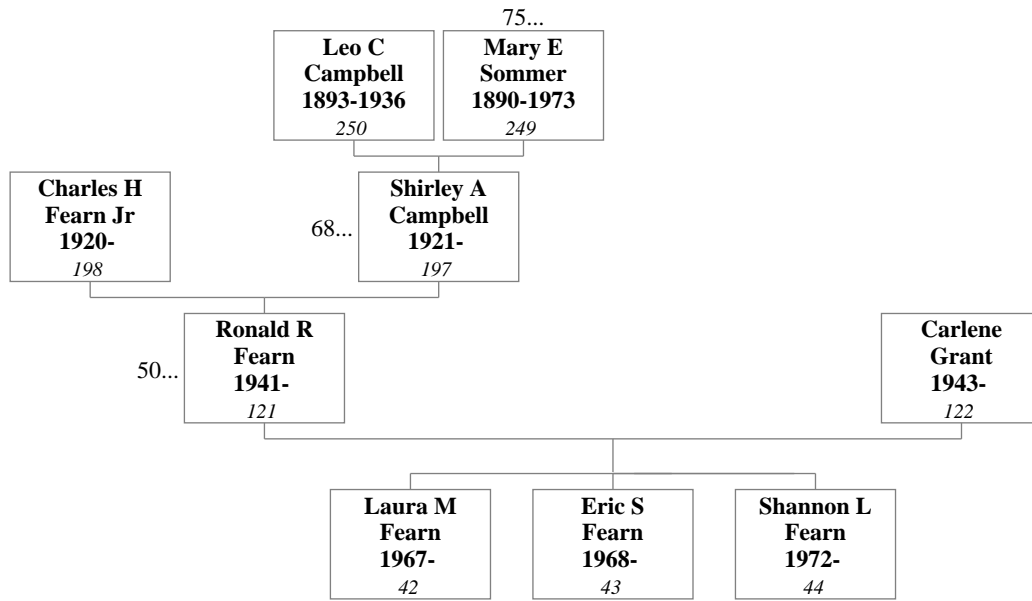 75...
Leo C
Campbell
1893-1936
250
Mary E
Sommer
1890-1973
249
Charles H
Fearn Jr
1920-
198
68...
Shirley A
Campbell
1921-
197
50...
Ronald R
Fearn
1941-
121
Carlene
Grant
1943-
122
Laura M
Fearn
1967-
42
Eric S
Fearn
1968-
43
Shannon L
Fearn
1972-
44